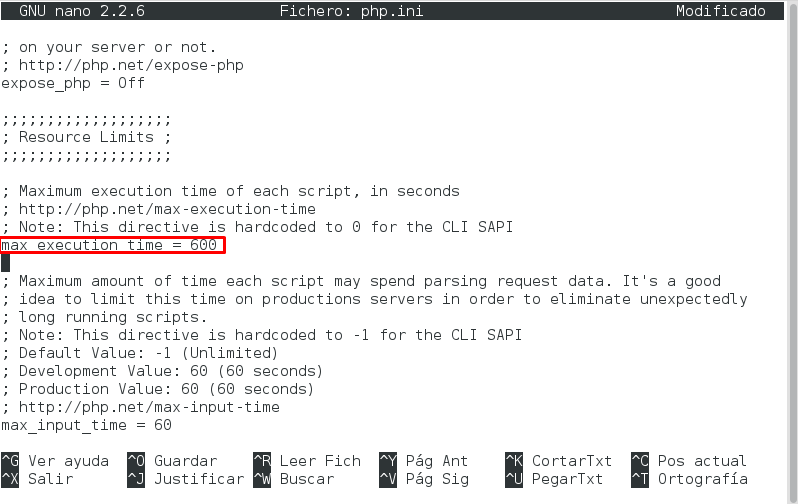 GNU nano 2.2.6 Fichero: php.ini Modificado
; on your server or not.
; http://php.net/expose-php
expose_php = Off
;;;;;;;;;;;;;;;;;;;
; Resource Limits ;
;;;;;;;;;;;;;;;;;;;
; Maximum execution time of each script, in seconds
; http://php.net/max-execution-time
; Note: This directive is hardcoded to 0 for the CLI SAPI
max_execution_time = 600
; Maximum amount of time each script may spend parsing request data. It's a good
; idea to limit this time on productions servers in order to eliminate unexpectedly
; long running scripts.
; Note: This directive is hardcoded to -1 for the CLI SAPI
; Default Value: -1 (Unlimited)
; Development Value: 60 (60 seconds)
; Production Value: 60 (60 seconds)
; http://php.net/max-input-time
max_input_time = 60
^G Ver ayuda ^O Guardar ^R Leer Fich ^Y Pág Ant ^K CortarTxt ^C Pos actual
^X Salir ^J Justificar ^W Buscar ^V Pág Sig ^U PegarTxt ^T Ortografía